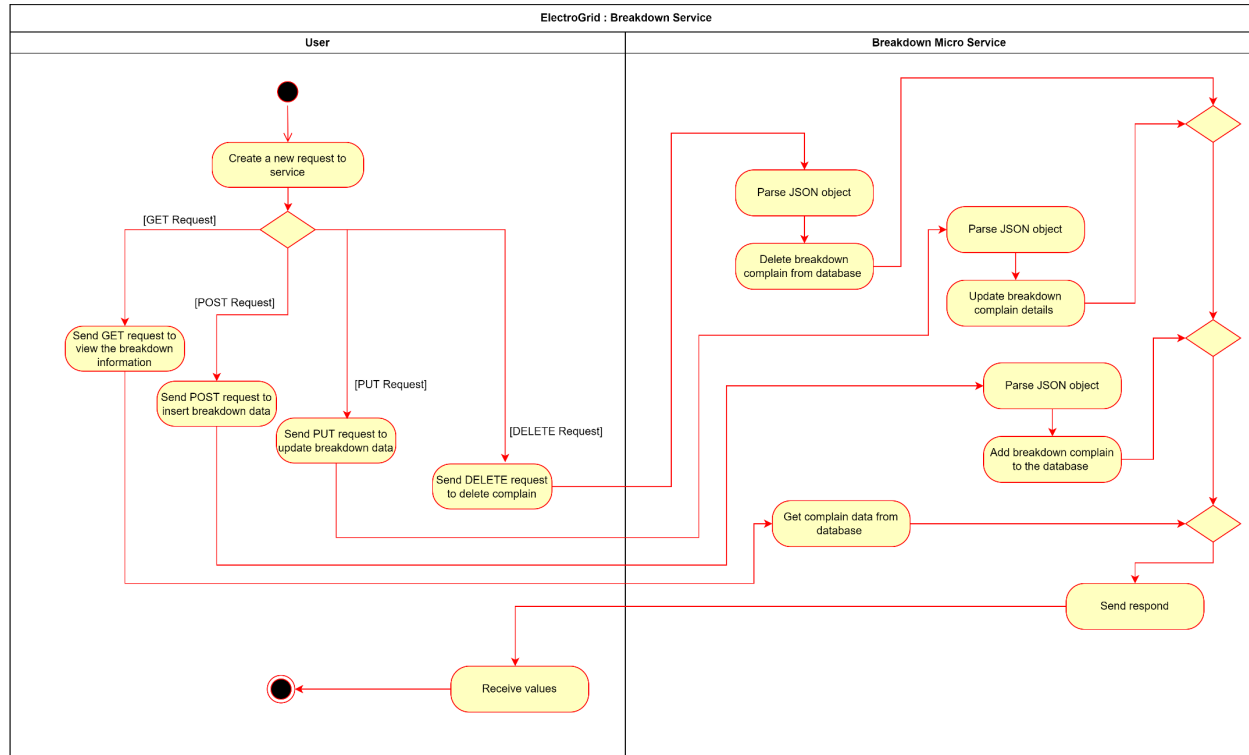 ElectroGrid : Breakdown Service
User
Breakdown Micro Service
Create a new request to
service
[GET Request]
[POST Request]
[PUT Request]
[DELETE Request]
Send GET request to
view the breakdown
information
Send POST request to
insert breakdown data
Send PUT request to
update breakdown data
Send DELETE request
to delete complain
Parse JSON object
Delete breakdown
complain from database
Parse JSON object
Update breakdown
complain details
Parse JSON object
Add breakdown complain
to the database
Get complain data from
database
Send respond
Receive values